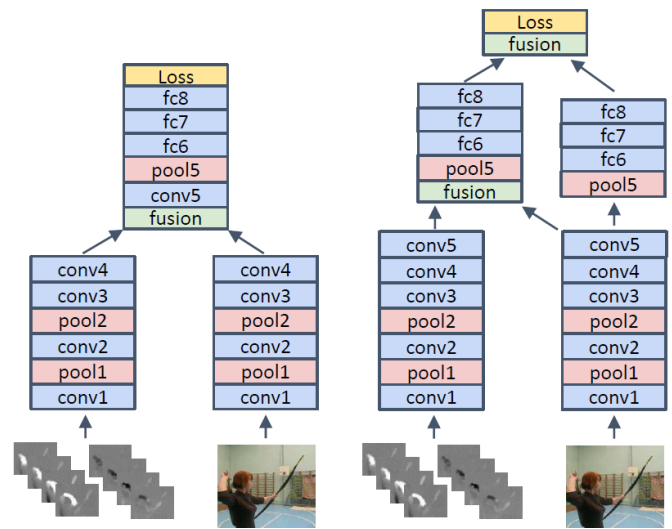 Loss
fc8
fc7
fc6
pool5
conv5
fusion
conv4
conv3
pool2
conv2
pool1
conv1
conv4
conv3
pool2
conv2
pool1
conv1
Loss
fusion
fc8
fc7
fc6
pool5
fusion
fc8
fc7
fc6
pool5
conv5
conv4
conv3
pool2
conv2
pool1
conv1
conv5
conv4
conv3
pool2
conv2
pool1
conv1